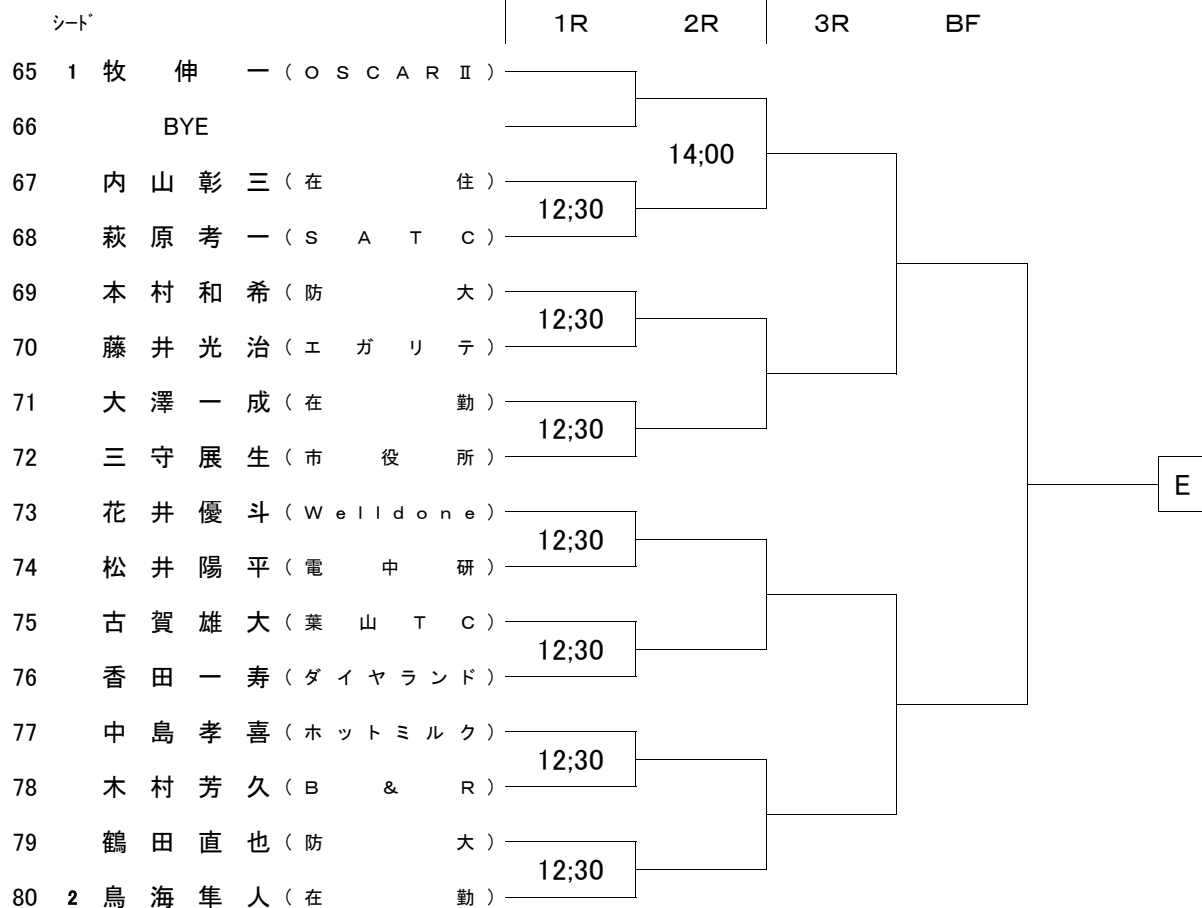 ｼｰﾄﾞ 1R 2R 3R BF
65 1 牧 伸 一 (OSCARⅡ)
66 BYE
14;00
67 内山彰三 (在住)
12;30
68 萩原考一 (SATC)
69 本村和希 (防大)
12;30
70 藤井光治 (エガリテ)
71 大澤一成 (在勤)
12;30
72 三守展生 (市役所)
E
73 花井優斗 (Welldone)
12;30
74 松井陽平 (電中研)
75 古賀雄大 (葉山TC)
12;30
76 香田一寿 (ダイヤランド)
77 中島孝喜 (ホットミルク)
12;30
78 木村芳久 (B&R)
79 鶴田直也 (防大)
12;30
80 2 鳥海隼人 (在勤)